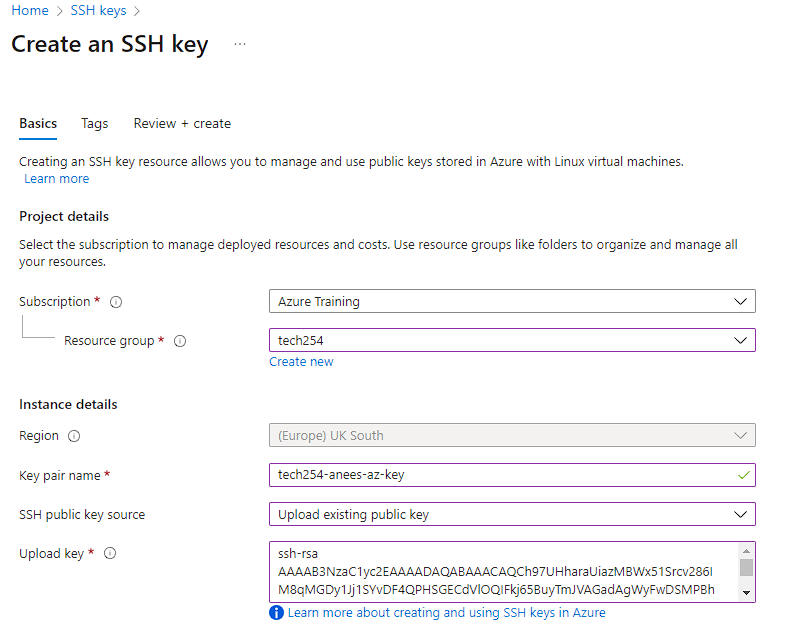 Home > SSH keys >
Create an SSH key ...
Basics Tags Review + create
Creating an SSH key resource allows you to manage and use public keys stored in Azure with Linux virtual machines.
Learn more
Project details
Select the subscription to manage deployed resources and costs. Use resource groups like folders to organize and manage all
your resources.
Subscription *
Azure Training
Resource group *
tech254
Create new
Instance details
Region
(Europe) UK South
Key pair name *
tech254-anees-az-key
SSH public key source
Upload existing public key
Upload key *
ssh-rsa
AAAAB3NzaC1yc2EAAAADAQABAAACAQCh97UHharaUiazMBWx51Srcv286I
M8qMGDy1Jj1SYvDF4QPHSGECdVlOQIFkj65BuyTmJVAGadAgWyFwDSMPBh
Learn more about creating and using SSH keys in Azure